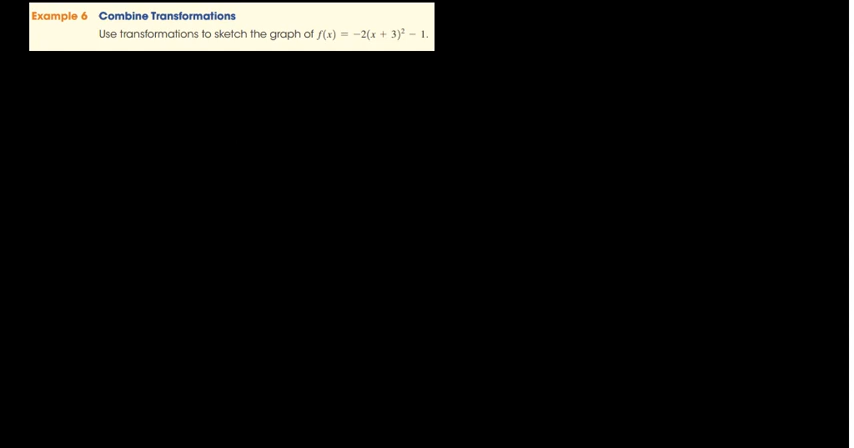 Example 6 Combine Transformations
Use transformations to sketch the graph of f(x) = −2(x + 3)² − 1.